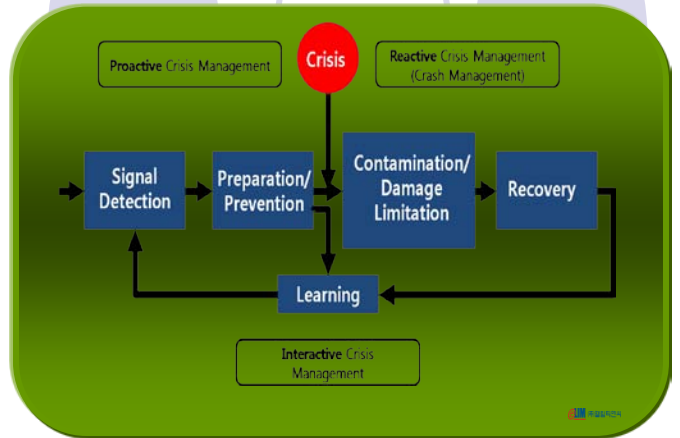 Proactive Crisis Management
Crisis
Reactive Crisis Management
(Crash Management)
Signal
Detection
Preparation/
Prevention
Contamination/
Damage
Limitation
Recovery
Learning
Interactive Crisis
Management